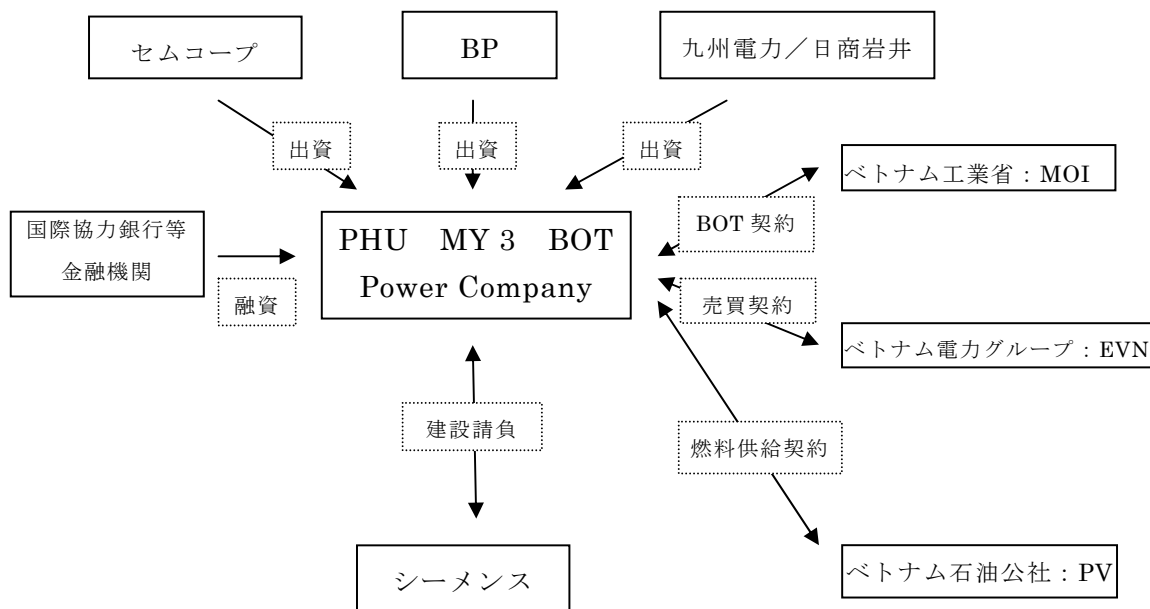 セムコープ
BP
九州電力／日商岩井
出資
出資
出資
ベトナム工業省：MOI
国際協力銀行等
金融機関
PHU MY 3 BOT
Power Company
BOT 契約
融資
売買契約
ベトナム電力グループ：EVN
建設請負
燃料供給契約
シーメンス
ベトナム石油公社：PV